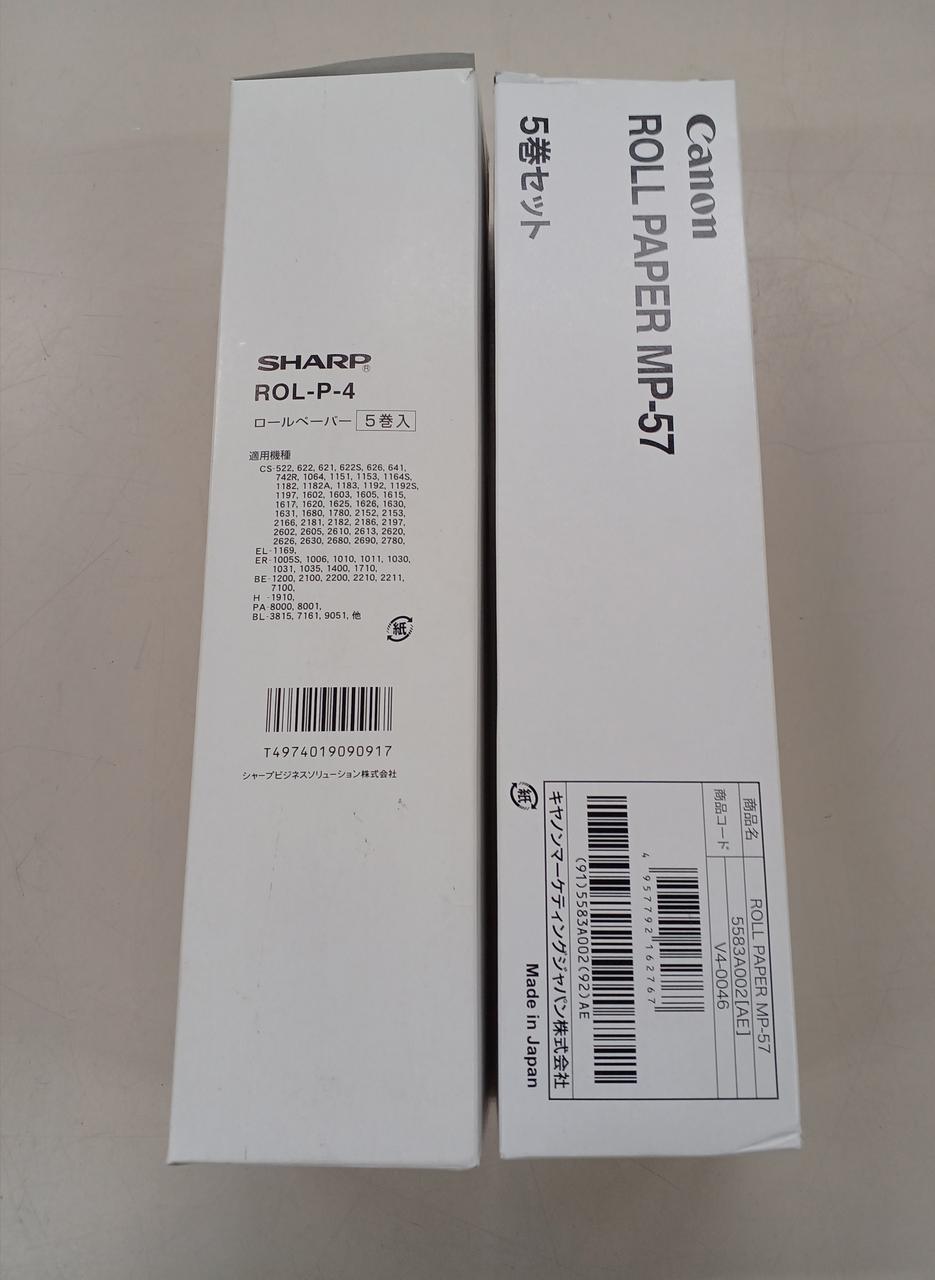 SHARP®
ROL-P-4
ロールペーパー 5巻入
適用機種
CS-522, 622, 621, 622S, 626, 641,
742R, 1064, 1151, 1153, 1164S,
1182, 1182A, 1183, 1192, 1192S,
1197, 1602, 1603, 1605, 1615,
1617, 1620, 1625, 1626, 1630,
1631, 1680, 1780, 2152, 2153,
2166, 2181, 2182, 2186, 2197,
2602, 2605, 2610, 2613, 2620,
2626, 2630, 2680, 2690, 2780,
EL-1169,
ER-1005S, 1006, 1010, 1011, 1030,
1031, 1035, 1400, 1710,
BE-1200, 2100, 2200, 2210, 2211,
7100,
H -1910,
PA-8000, 8001,
BL-3815, 7161, 9051, 他
紙
T4974019090917
シャープビジネスソリューション株式会社
Canon
ROLL PAPER MP-57
5巻セット
商品名 ROLL PAPER MP-57
5583A002[AE]
商品コード V4-0046
4 957792 162767
(91)5583A002(92)AE
キヤノンマーケティングジャパン株式会社
紙
Made in Japan